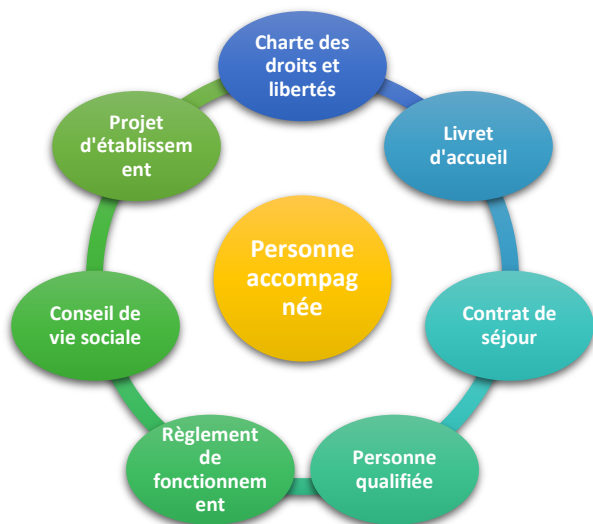 Charte des
droits et
libertés
Livret
d'accueil
Contrat de
séjour
Personne
qualifiée
Règlement
de
fonctionnem
ent
Conseil de
vie sociale
Projet
d'établissem
ent
Personne
accompag
née